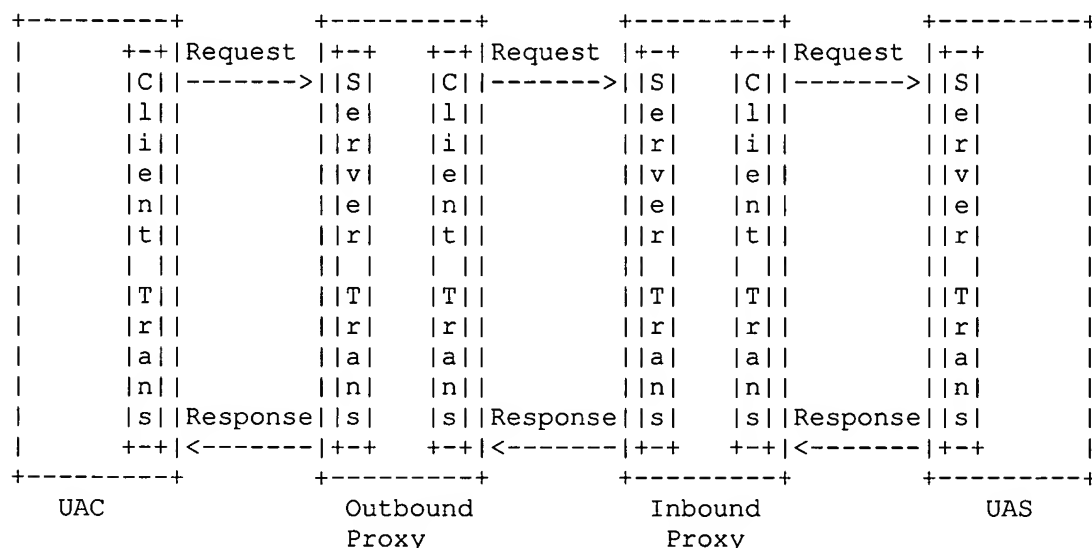 +---------+        +---------+        +---------+        +---------+
|      +-+|Request |+-+   +-+|Request |+-+   +-+|Request |+-+      |
|      |C||------->||S|   |C||------->||S|   |C||------->||S|      |
|      |l||        ||e|   |l||        ||e|   |l||        ||e|      |
|      |i||        ||r|   |i||        ||r|   |i||        ||r|      |
|      |e||        ||v|   |e||        ||v|   |e||        ||v|      |
|      |n||        ||e|   |n||        ||e|   |n||        ||e|      |
|      |t||        ||r|   |t||        ||r|   |t||        ||r|      |
|      | ||        || |   | ||        || |   | ||        || |      |
|      |T||        ||T|   |T||        ||T|   |T||        ||T|      |
|      |r||        ||r|   |r||        ||r|   |r||        ||r|      |
|      |a||        ||a|   |a||        ||a|   |a||        ||a|      |
|      |n||        ||n|   |n||        ||n|   |n||        ||n|      |
|      |s||Response||s|   |s||Response||s|   |s||Response||s|      |
|      +-+|<-------|+-+   +-+|<-------|+-+   +-+|<-------|+-+      |
+---------+        +---------+        +---------+        +---------+
   UAC               Outbound           Inbound              UAS
                     Proxy              Proxy